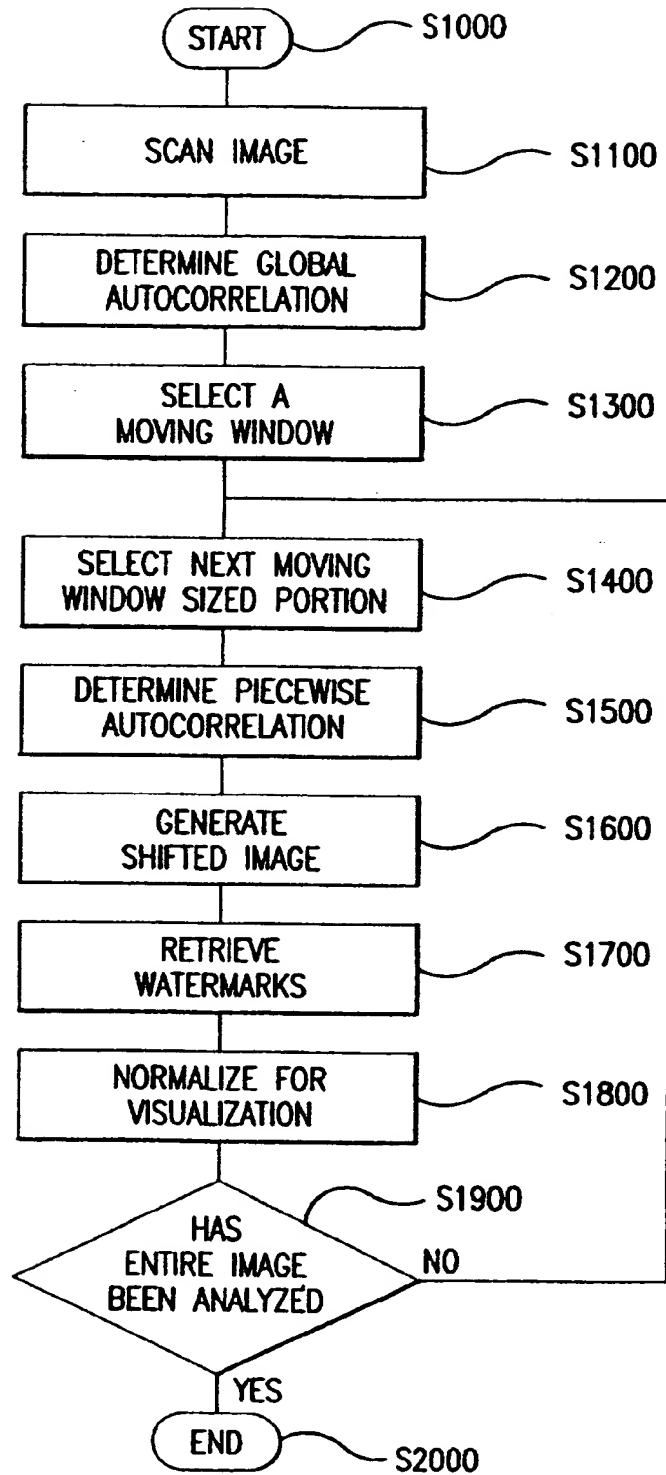 START
S1000
SCAN IMAGE
S1100
DETERMINE GLOBAL
AUTOCORRELATION
S1200
SELECT A
MOVING WINDOW
S1300
SELECT NEXT MOVING
WINDOW SIZED PORTION
S1400
DETERMINE PIECEWISE
AUTOCORRELATION
S1500
GENERATE
SHIFTED IMAGE
S1600
RETRIEVE
WATERMARKS
S1700
NORMALIZE FOR
VISUALIZATION
S1800
HAS
ENTIRE IMAGE
BEEN ANALYZED
S1900
NO
YES
END
S2000